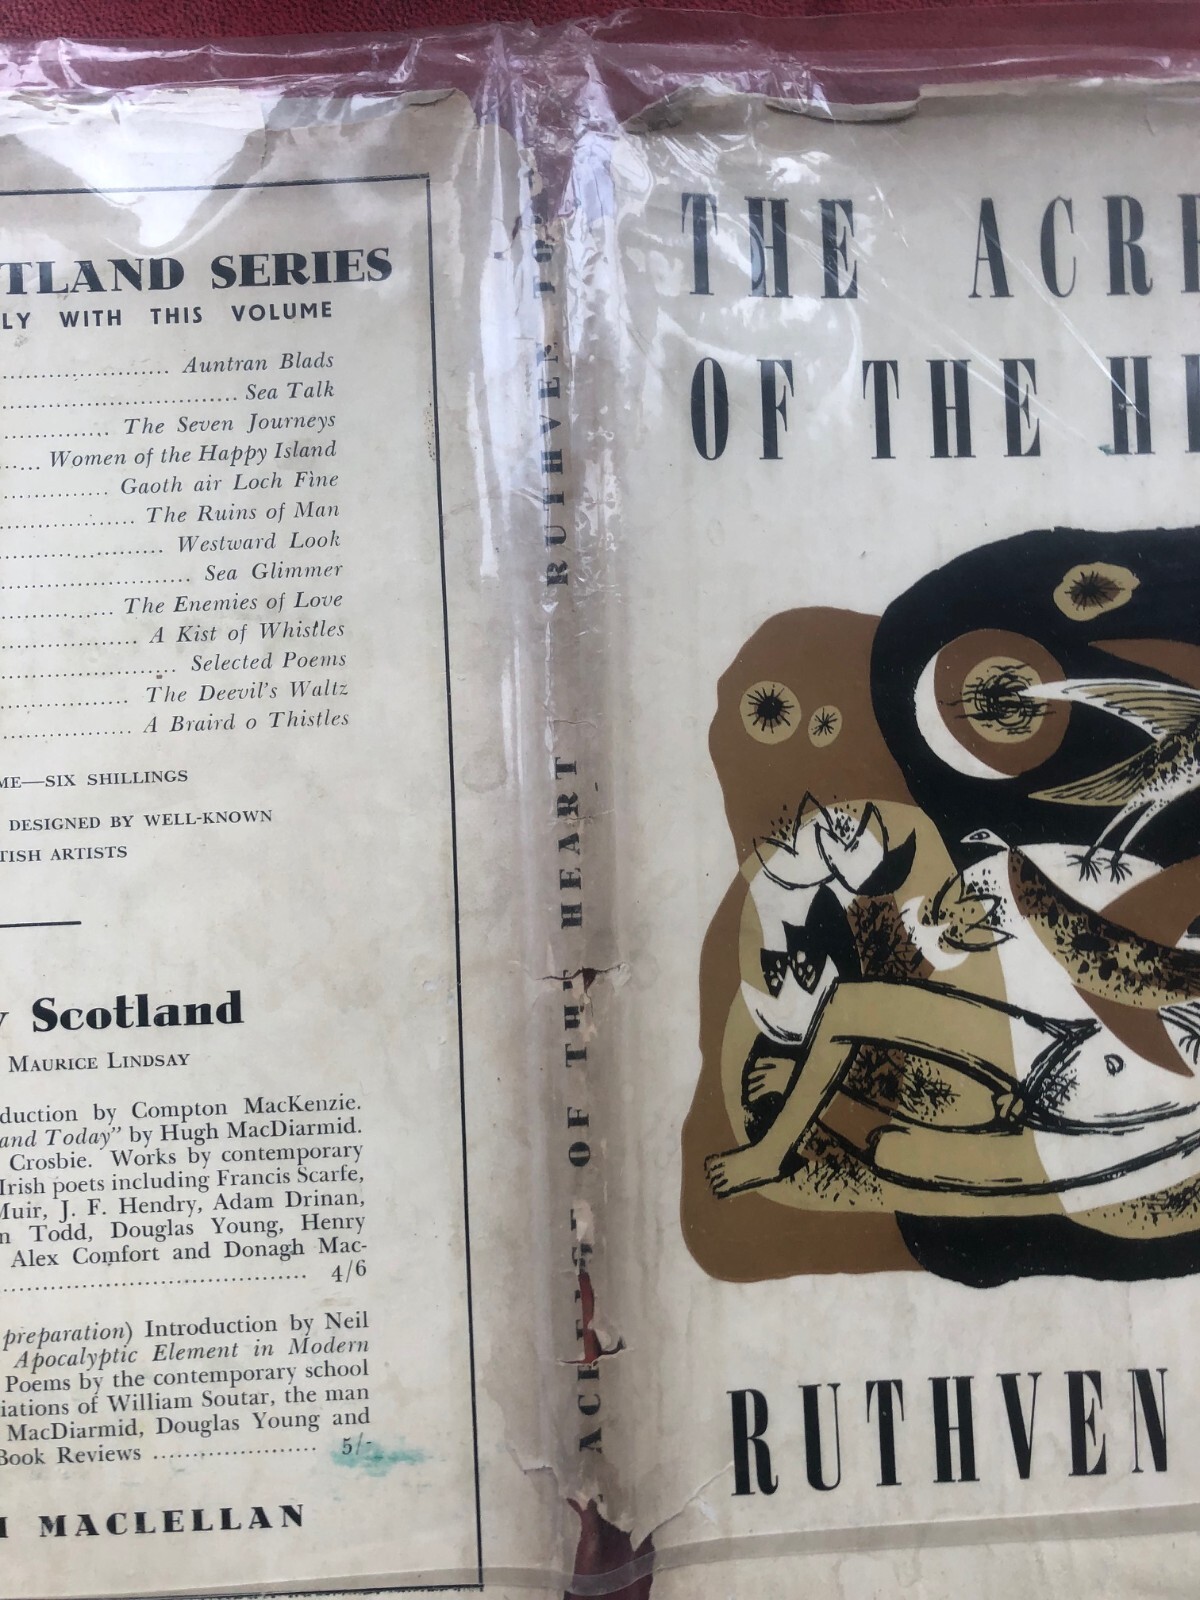 TLAND SERIES
LY WITH THIS VOLUME
Auntran Blads
Sea Talk
The Seven Journeys
Women of the Happy Island
Gaoth air Loch Fìne
The Ruins of Man
Westward Look
Sea Glimmer
The Enemies of Love
A Kist of Whistles
Selected Poems
The Deevil's Waltz
A Braird o Thistles
ME—SIX SHILLINGS
DESIGNED BY WELL-KNOWN
TISH ARTISTS
y Scotland
MAURICE LINDSAY
duction by Compton MacKenzie.
and Today" by Hugh MacDiarmid.
Crosbie. Works by contemporary
Irish poets including Francis Scarfe,
Muir, J. F. Hendry, Adam Drinan,
n Todd, Douglas Young, Henry
Alex Comfort and Donagh Mac-
4/6
preparation) Introduction by Neil
Apocalyptic Element in Modern
Poems by the contemporary school
iations of William Soutar, the man
MacDiarmid, Douglas Young and
Book Reviews .................... 5/-
M MACLELLAN
OF THE HEART RUTHVEN TO
THE ACRE
OF THE HE
RUTHVEN